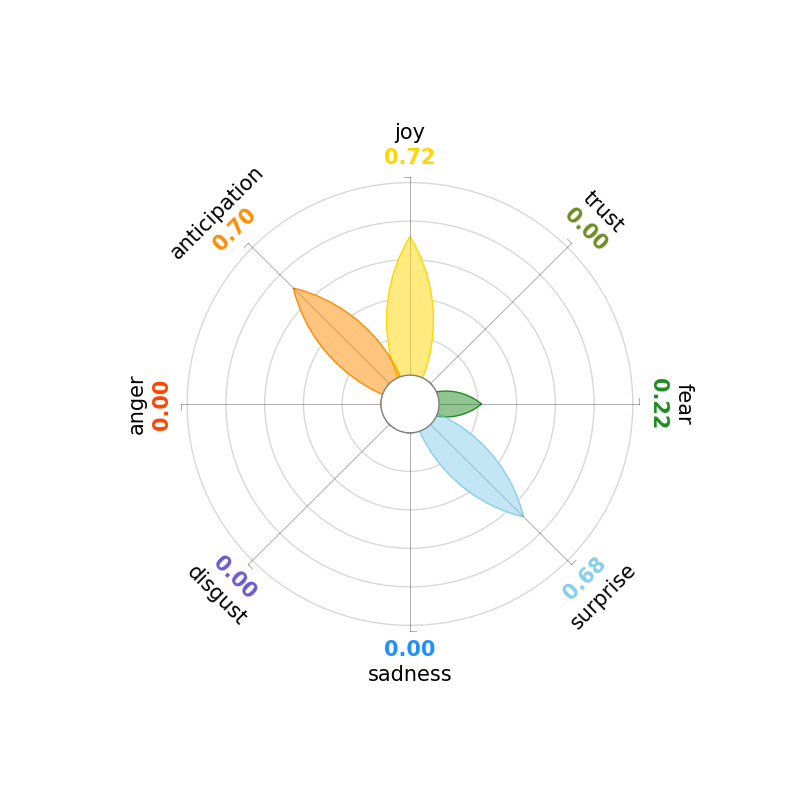 joy
0.72
trust
0.00
fear
0.22
surprise
0.68
sadness
0.00
disgust
0.00
anger
0.00
anticipation
0.70